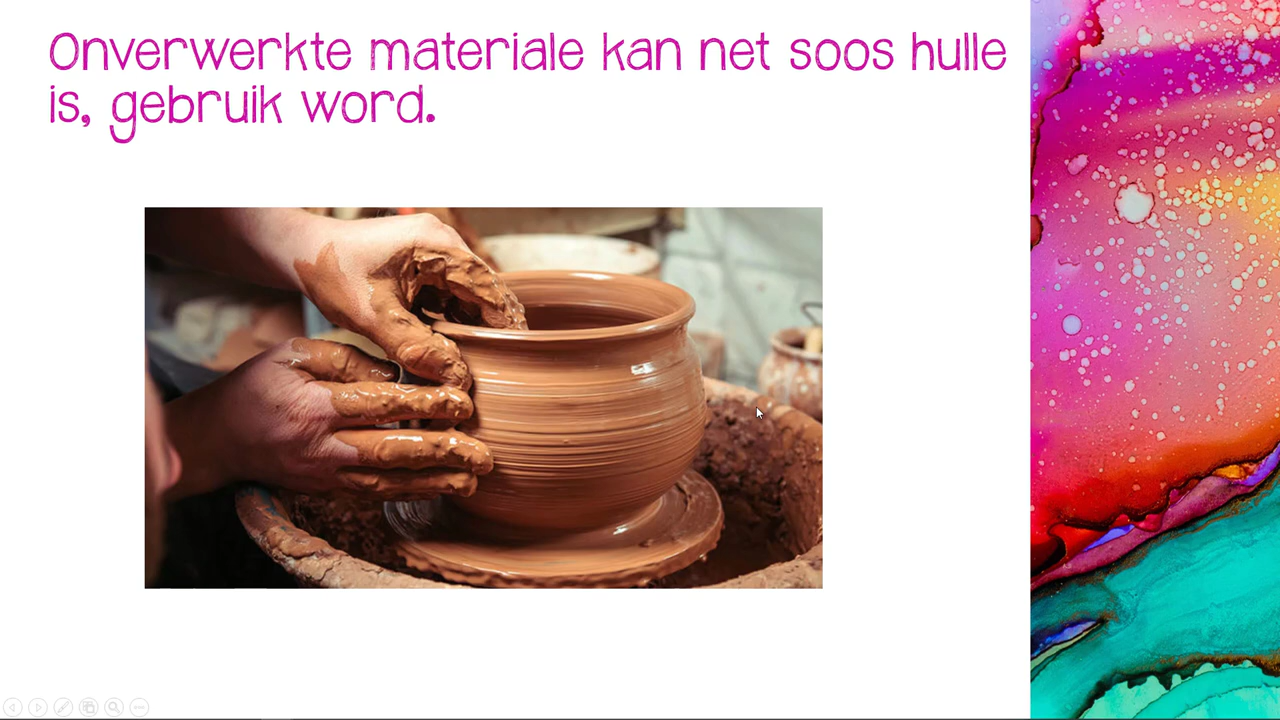 Onverwerkte materiale kan net soos hulle
is, gebruik word.